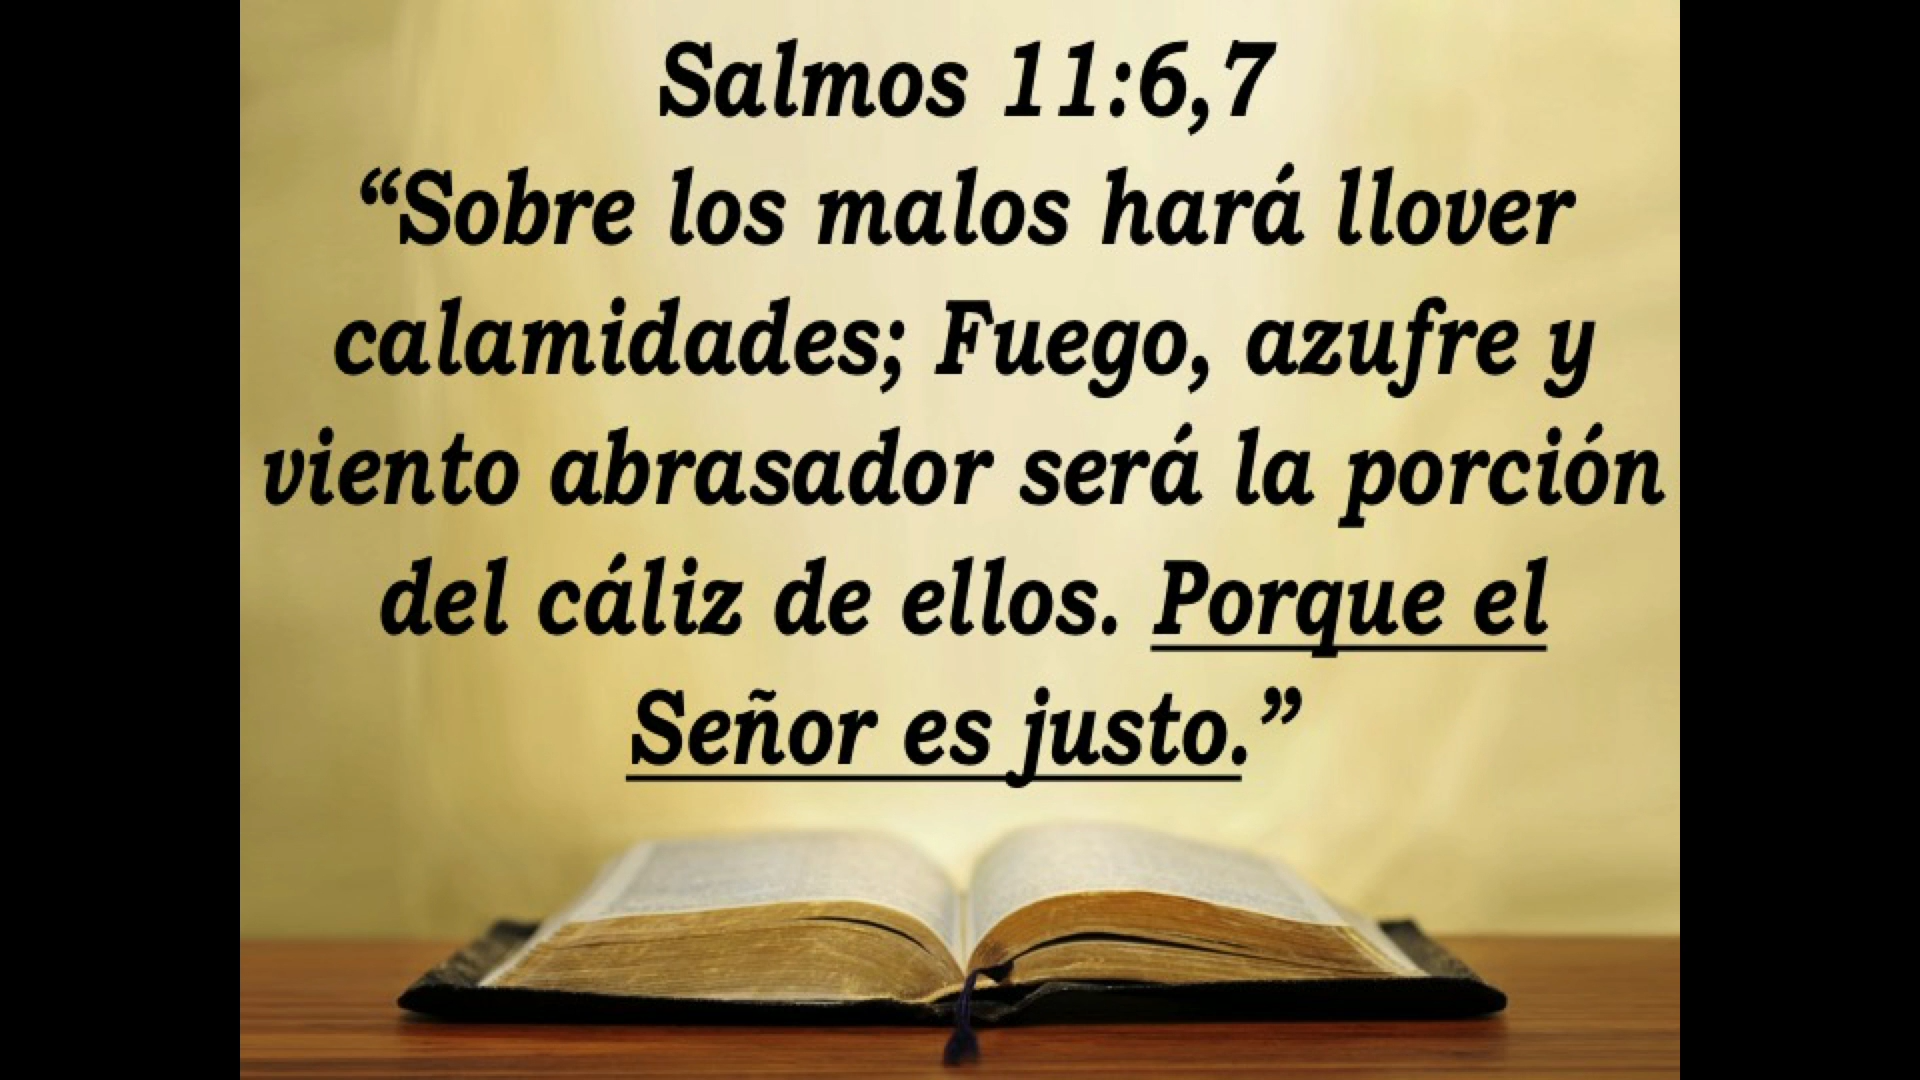 Salmos 11:6,7
“Sobre los malos hará llover
calamidades; Fuego, azufre y
viento abrasador será la porción
del cáliz de ellos. Porque el
Señor es justo.”